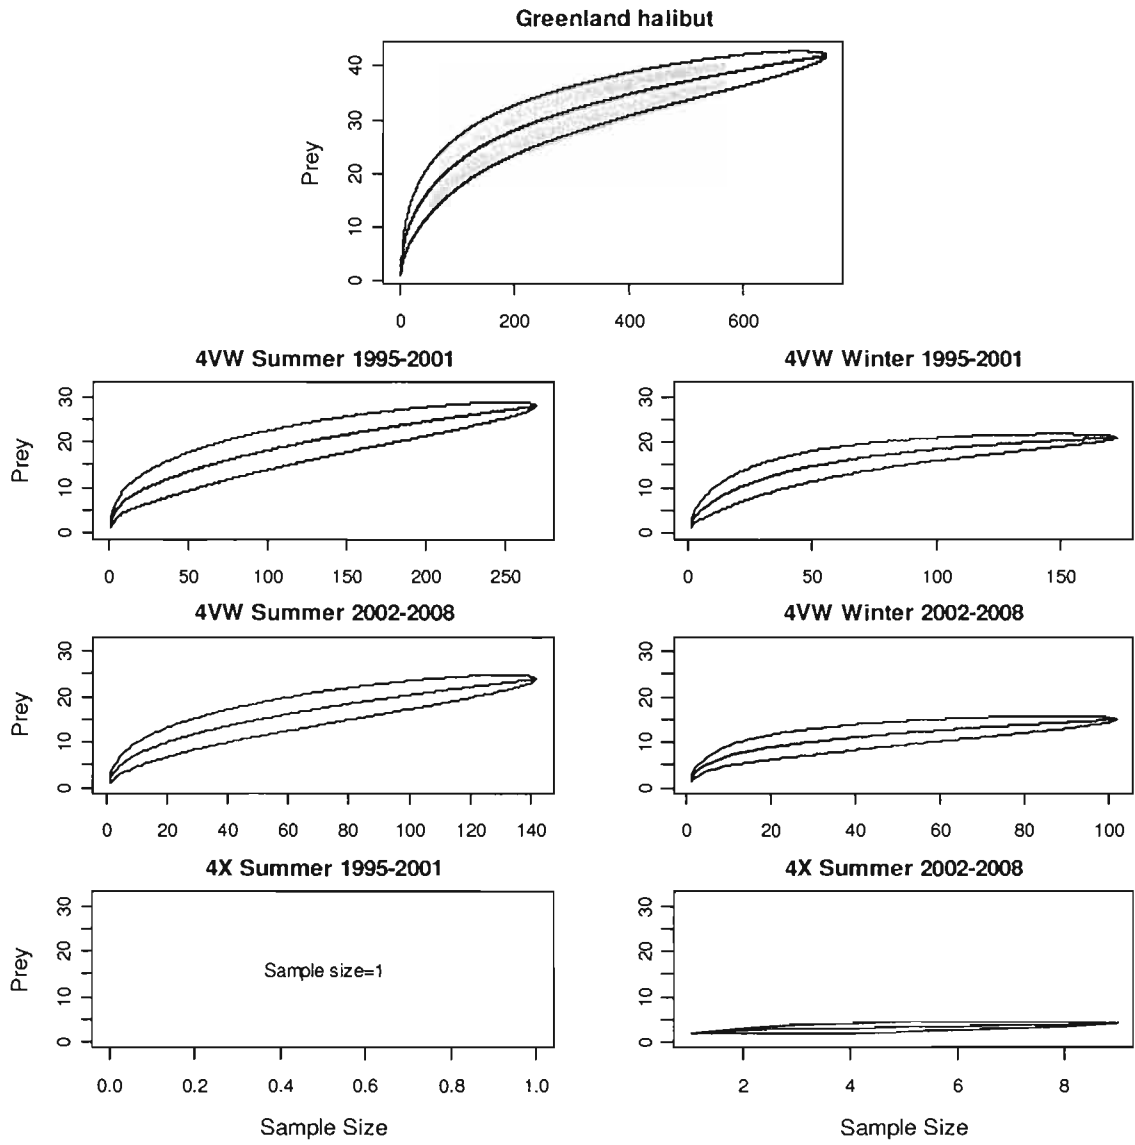 Greenland halibut
Prey
40
30
20
10
0
0 200 400 600
4VW Summer 1995-2001
Prey
30
20
10
0
0 50 100 150 200 250
4VW Winter 1995-2001
30
20
10
0
0 50 100 150
4VW Summer 2002-2008
Prey
30
20
10
0
0 20 40 60 80 100 120 140
4VW Winter 2002-2008
30
20
10
0
0 20 40 60 80 100
4X Summer 1995-2001
Prey
30
20
10
0
Sample size=1
0.0 0.2 0.4 0.6 0.8 1.0
Sample Size
4X Summer 2002-2008
30
20
10
0
2 4 6 8
Sample Size